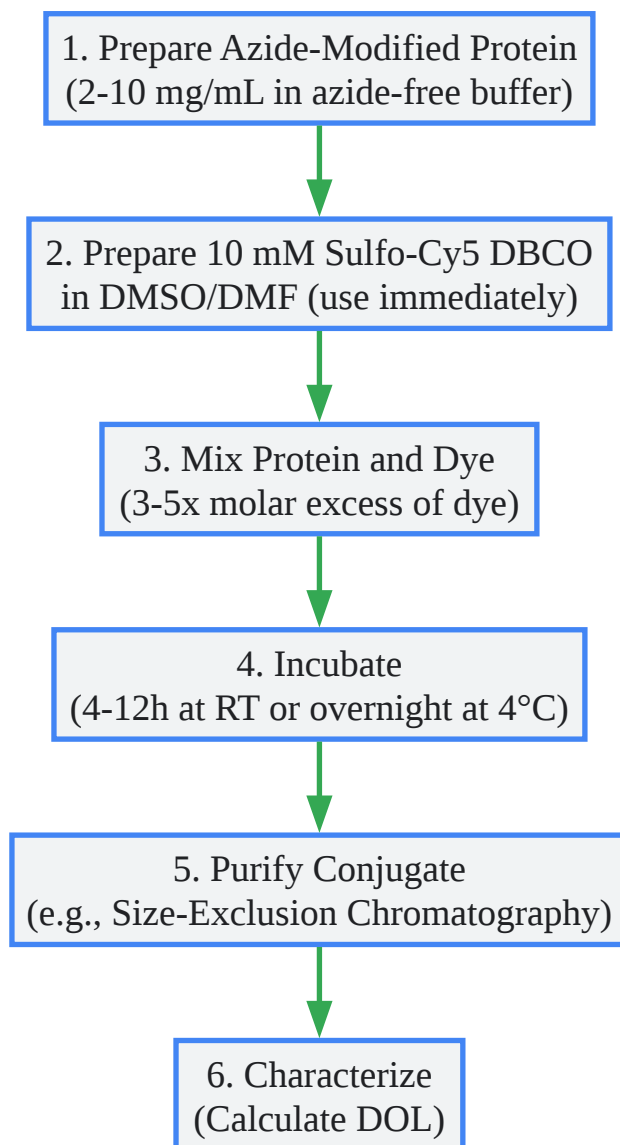 1. Prepare Azide-Modified Protein
(2-10 mg/mL in azide-free buffer)
2. Prepare 10 mM Sulfo-Cy5 DBCO
in DMSO/DMF (use immediately)
3. Mix Protein and Dye
(3-5x molar excess of dye)
4. Incubate
(4-12h at RT or overnight at 4°C)
5. Purify Conjugate
(e.g., Size-Exclusion Chromatography)
6. Characterize
(Calculate DOL)